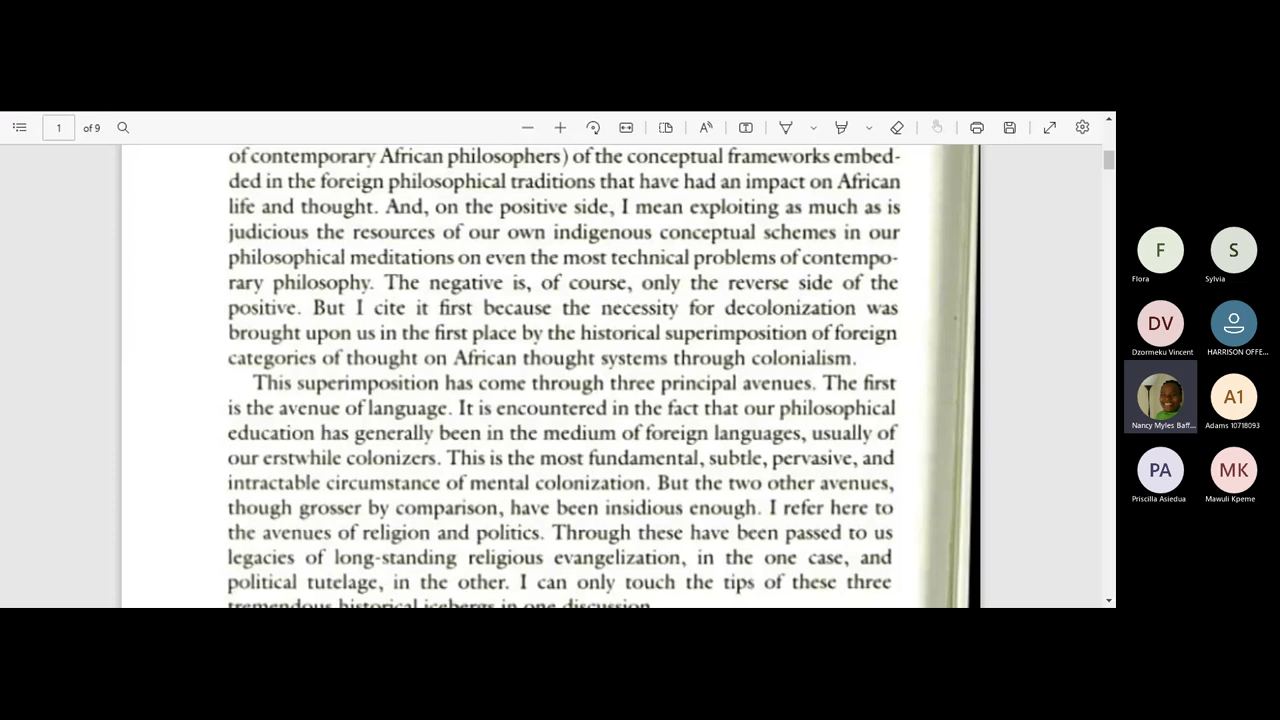 1 of 9
of contemporary African philosophers) of the conceptual frameworks embed-
ded in the foreign philosophical traditions that have had an impact on African
life and thought. And, on the positive side, I mean exploiting as much as is
judicious the resources of our own indigenous conceptual schemes in our
philosophical meditations on even the most technical problems of contempo-
rary philosophy. The negative is, of course, only the reverse side of the
positive. But I cite it first because the necessity for decolonization was
brought upon us in the first place by the historical superimposition of foreign
categories of thought on African thought systems through colonialism.
This superimposition has come through three principal avenues. The first
is the avenue of language. It is encountered in the fact that our philosophical
education has generally been in the medium of foreign languages, usually of
our erstwhile colonizers. This is the most fundamental, subtle, pervasive, and
intractable circumstance of mental colonization. But the two other avenues,
though grosser by comparison, have been insidious enough. I refer here to
the avenues of religion and politics. Through these have been passed to us
legacies of long-standing religious evangelization, in the one case, and
political tutelage, in the other. I can only touch the tips of these three
tremendous historical icebergs in one discussion.
F S
Flora Sylvia
DV
Dzormeku Vincent HARRISON OFFE...
A1
Nancy Myles Baff... Adams 10718093
PA MK
Priscilla Asiedua Mawuli Kpeme